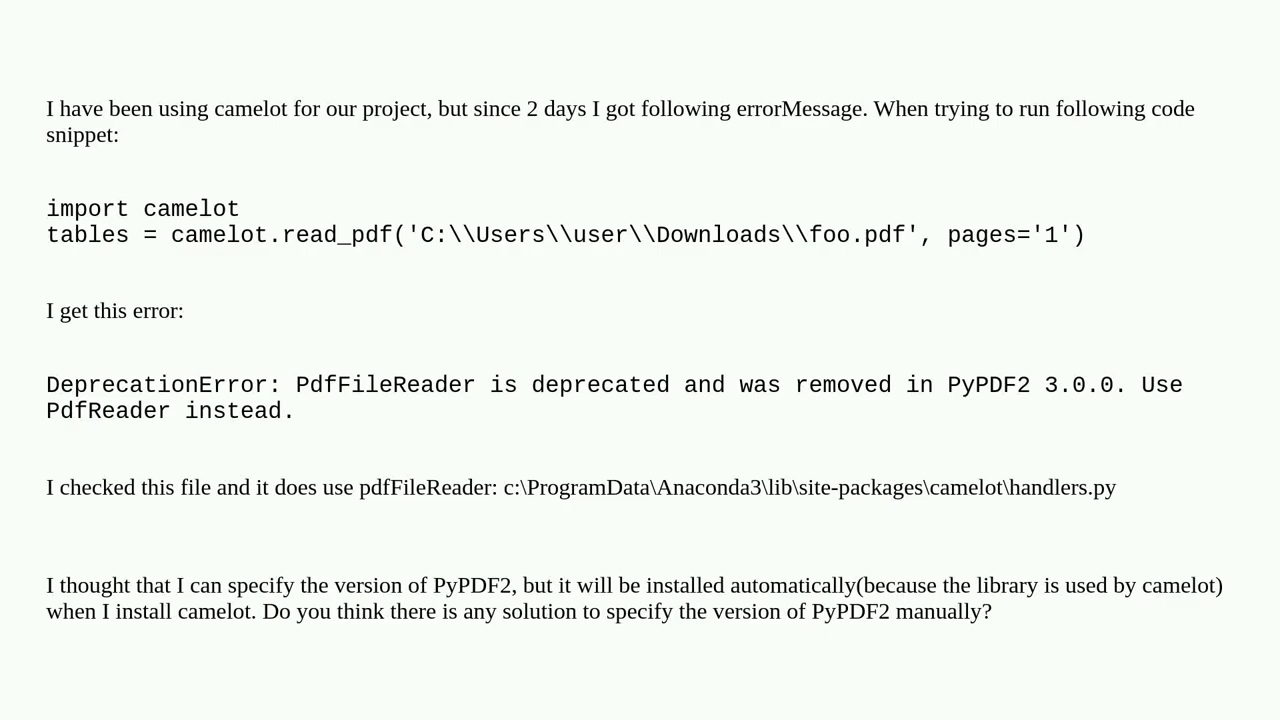 I have been using camelot for our project, but since 2 days I got following errorMessage. When trying to run following code
snippet:
import camelot
tables = camelot.read_pdf('C:\\Users\\user\\Downloads\\foo.pdf', pages='1')
I get this error:
DeprecationError: PdfFileReader is deprecated and was removed in PyPDF2 3.0.0. Use
PdfReader instead.
I checked this file and it does use pdfFileReader: c:\ProgramData\Anaconda3\lib\site-packages\camelot\handlers.py
I thought that I can specify the version of PyPDF2, but it will be installed automatically(because the library is used by camelot)
when I install camelot. Do you think there is any solution to specify the version of PyPDF2 manually?